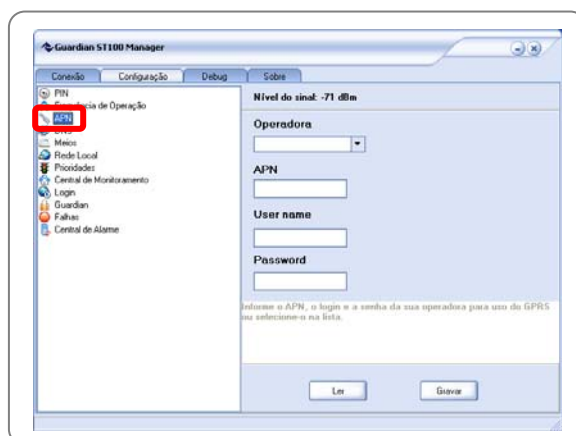 Guardian ST100 Manager
Conexão Configuração Debug Sobre
PIN
de Operação
APN
DNS
Meios
Rede Local
Prioridades
Central de Monitoramento
Login
Guardian
Falhas
Central de Alarme
Nível do sinal: -71 dBm
Operadora
APN
User name
Password
Informe o APN, o login e a senha da sua operadora para uso do GPRS
ou selecione-o na lista.
Ler Gravar